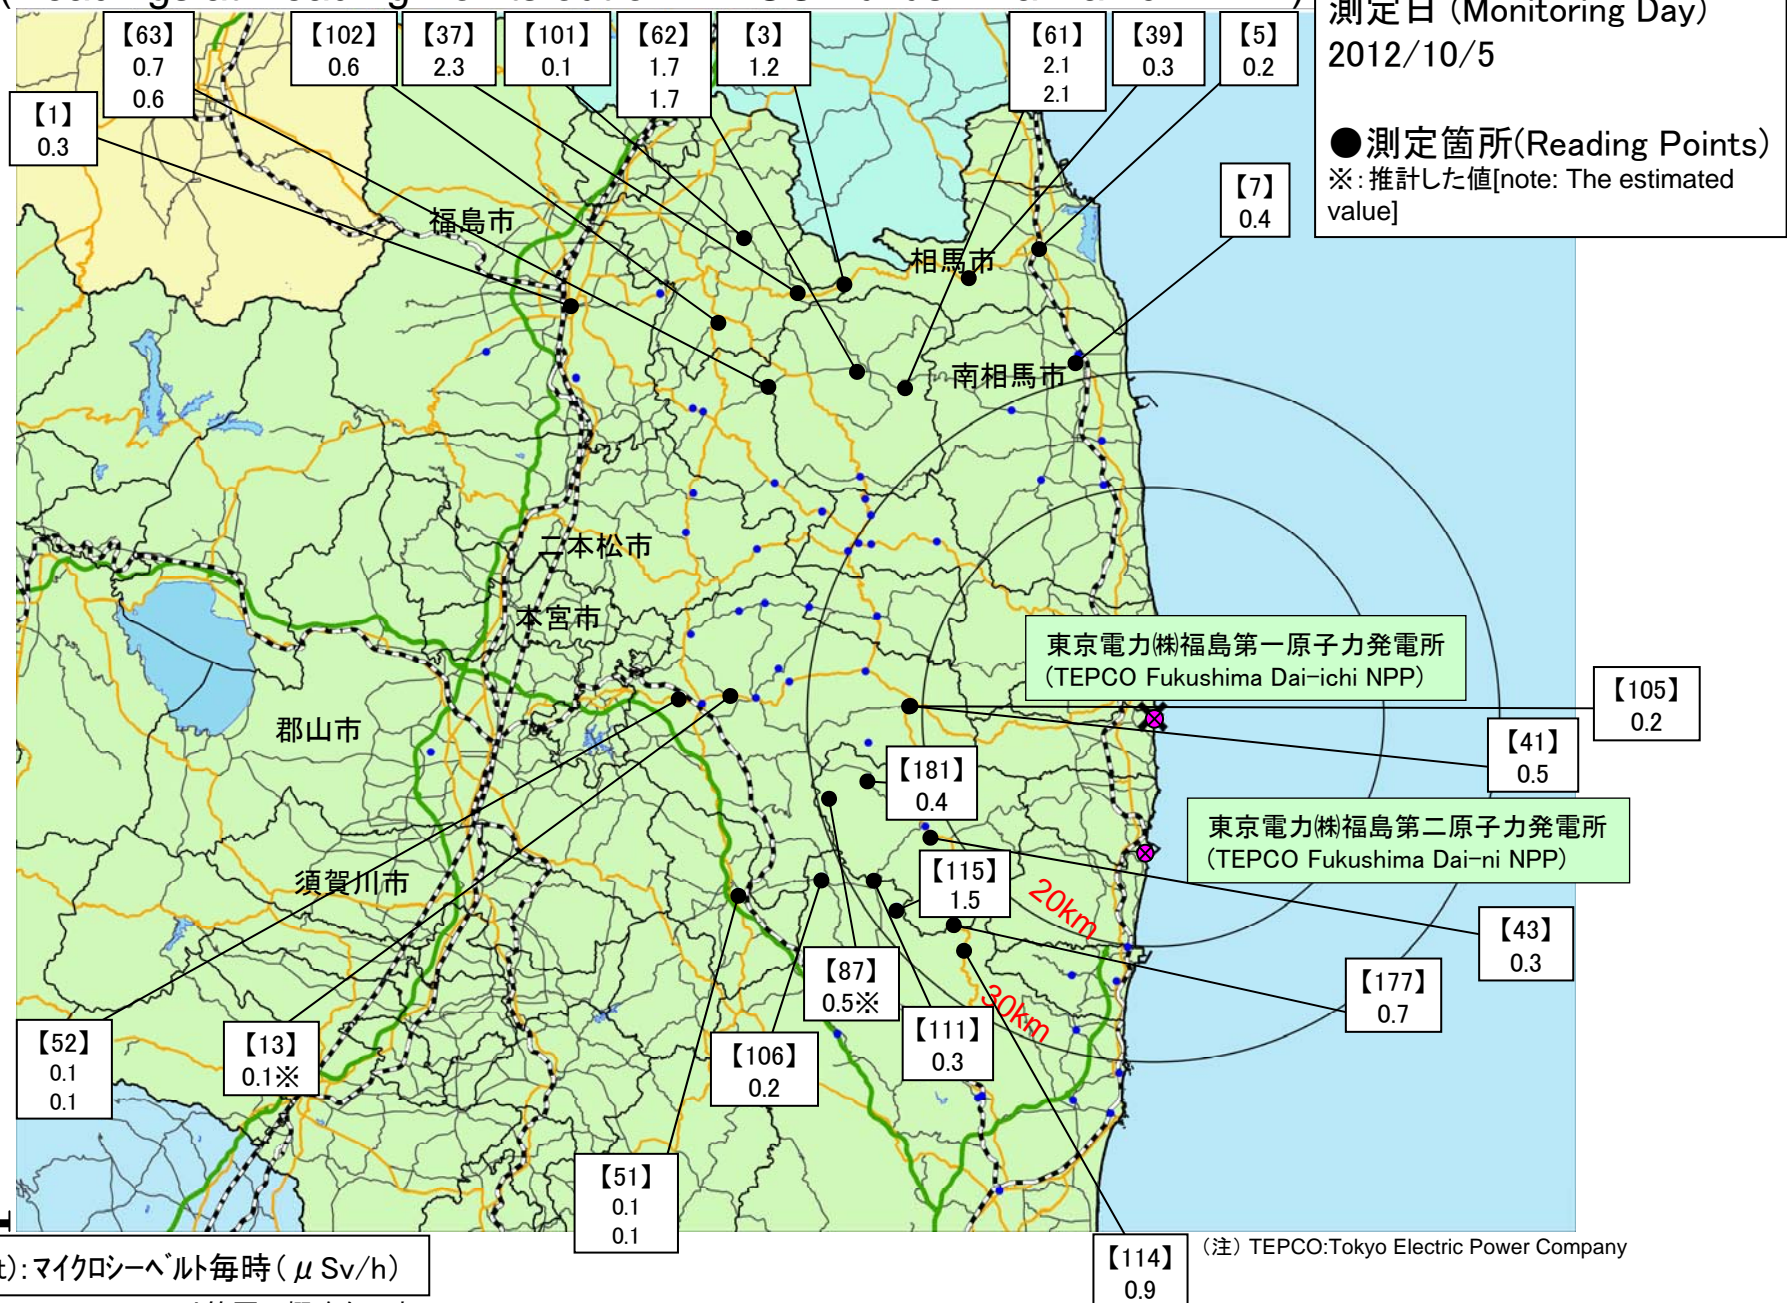 測定日 (Monitoring Day)
2012/10/5
●測定箇所(Reading Points)
※:推計した値[note: The estimated
value]
【63】
0.7
0.6
【102】
0.6
【37】
2.3
【101】
0.1
【62】
1.7
1.7
【3】
1.2
【61】
2.1
2.1
【39】
0.3
【5】
0.2
【1】
0.3
【7】
0.4
福島市
相馬市
南相馬市
二本松市
本宮市
東京電力㈱福島第一原子力発電所
(TEPCO Fukushima Dai-ichi NPP)
【105】
0.2
郡山市
【41】
0.5
【181】
0.4
東京電力㈱福島第二原子力発電所
(TEPCO Fukushima Dai-ni NPP)
須賀川市
【115】
1.5
20km
【43】
0.3
【87】
0.5※
30km
【177】
0.7
【52】
0.1
0.1
【13】
0.1※
【106】
0.2
【111】
0.3
【51】
0.1
0.1
【114】
0.9
(注) TEPCO:Tokyo Electric Power Company
):マイクロシーベルト毎時(μSv/h)